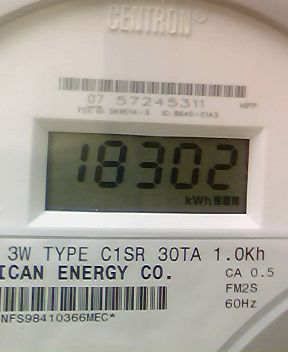 CENTRON®
07 57245311 HPP
18302
kWh
3W TYPE C1SR 30TA 1.0Kh
ICAN ENERGY CO. CA 0.5
FM2S
NFS98410366MEC* 60Hz